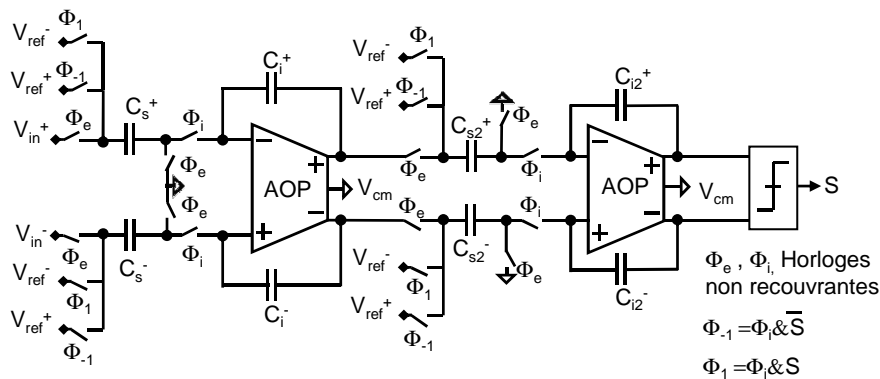 Vref- Φ1
Vref+ Φ-1
Vin+ Φe
Cs+
Φi
Ci+
Φe
Φe
AOP
Vcm
Vin- Φe
Cs-
Φi
Ci-
Vref- Φ1
Vref+ Φ-1
Vref- Φ1
Vref+ Φ-1
Φe
Cs2+
Φe
Φi
Ci2+
Φe
Cs2-
Φi
Φe
Vref- Φ1
Vref+ Φ-1
AOP
Vcm
Ci2-
S
Φe , Φi, Horloges
non recouvrantes
Φ-1 =Φi&S̅
Φ1 =Φi&S